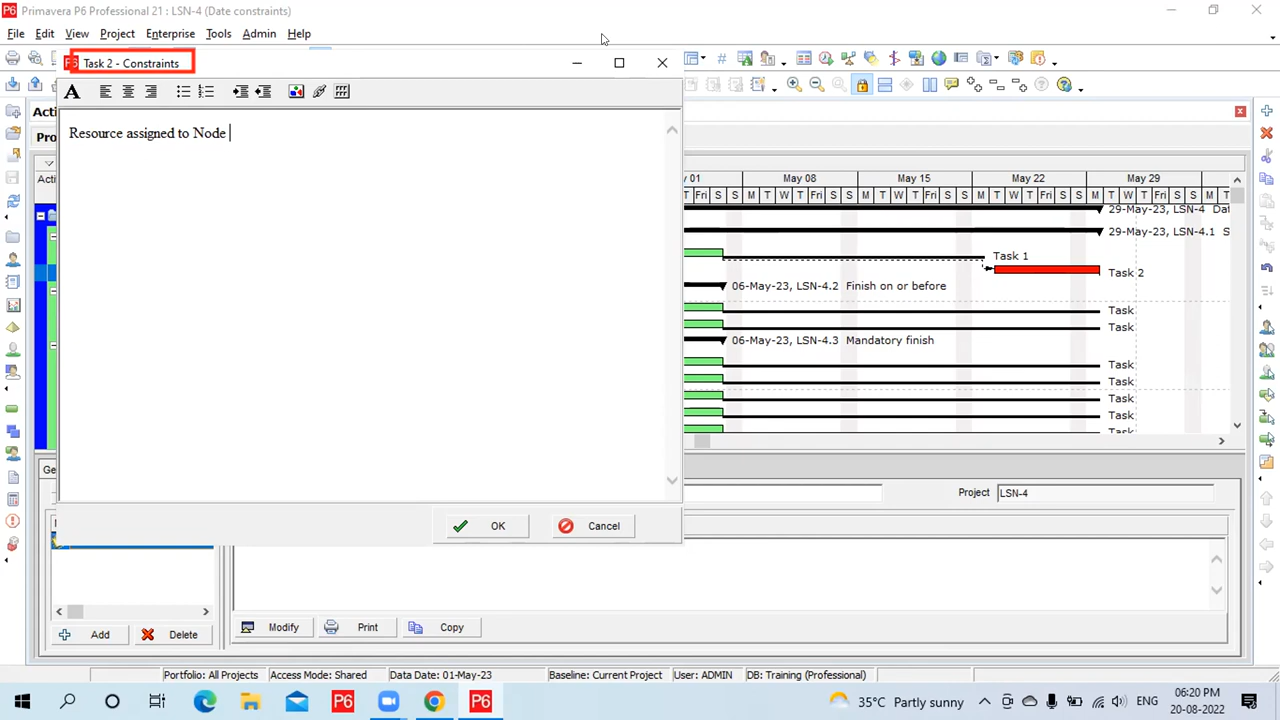 Primavera P6 Professional 21 : LSN-4 (Date constraints)
File Edit View Project Enterprise Tools Admin Help
Task 2 - Constraints
Resource assigned to Node
OK Cancel
May 08 May 15 May 22 May 29
T Fri S S M T W T Fri S S M T W T Fri S S M T W T Fri S S M T W T Fri S S M T
29-May-23, LSN-4
29-May-23, LSN-4.1 S
Task 1
Task 2
06-May-23, LSN-4.2 Finish on or before
Task
Task
06-May-23, LSN-4.3 Mandatory finish
Task
Task
Task
Task
Task
Project LSN-4
Add Delete
Modify Print Copy
Portfolio: All Projects Access Mode: Shared Data Date: 01-May-23 Baseline: Current Project User: ADMIN DB: Training (Professional)
35°C Partly sunny ENG 06:20 PM
20-08-2022